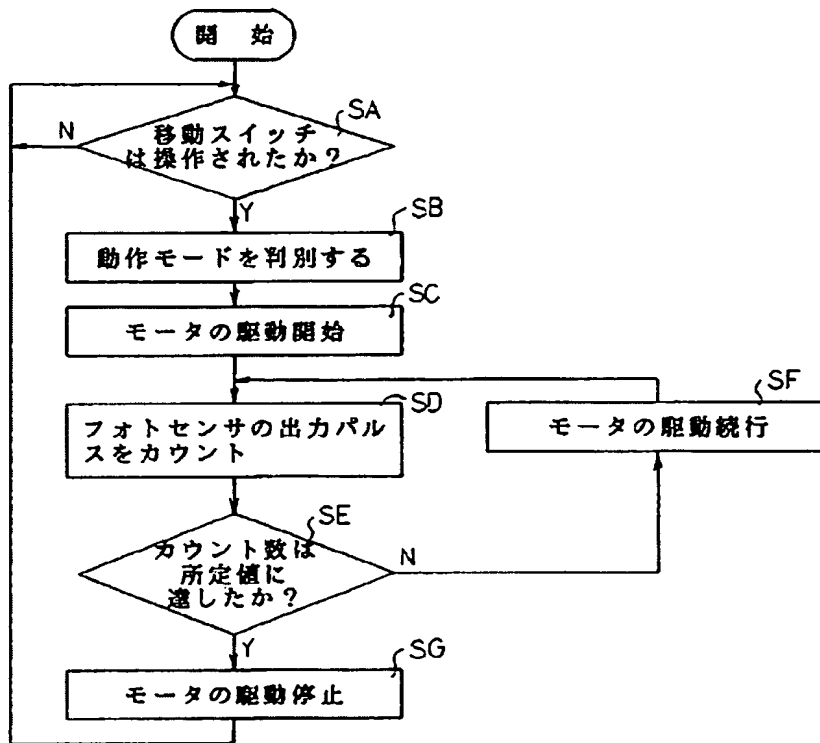 開 始
SA
N
移動スイッチ
は操作されたか?
Y
SB
動作モードを判別する
SC
モータの駆動開始
SD
フォトセンサの出力パル
スをカウント
SF
モータの駆動続行
SE
カウント数は
所定値に
達したか?
N
Y
SG
モータの駆動停止